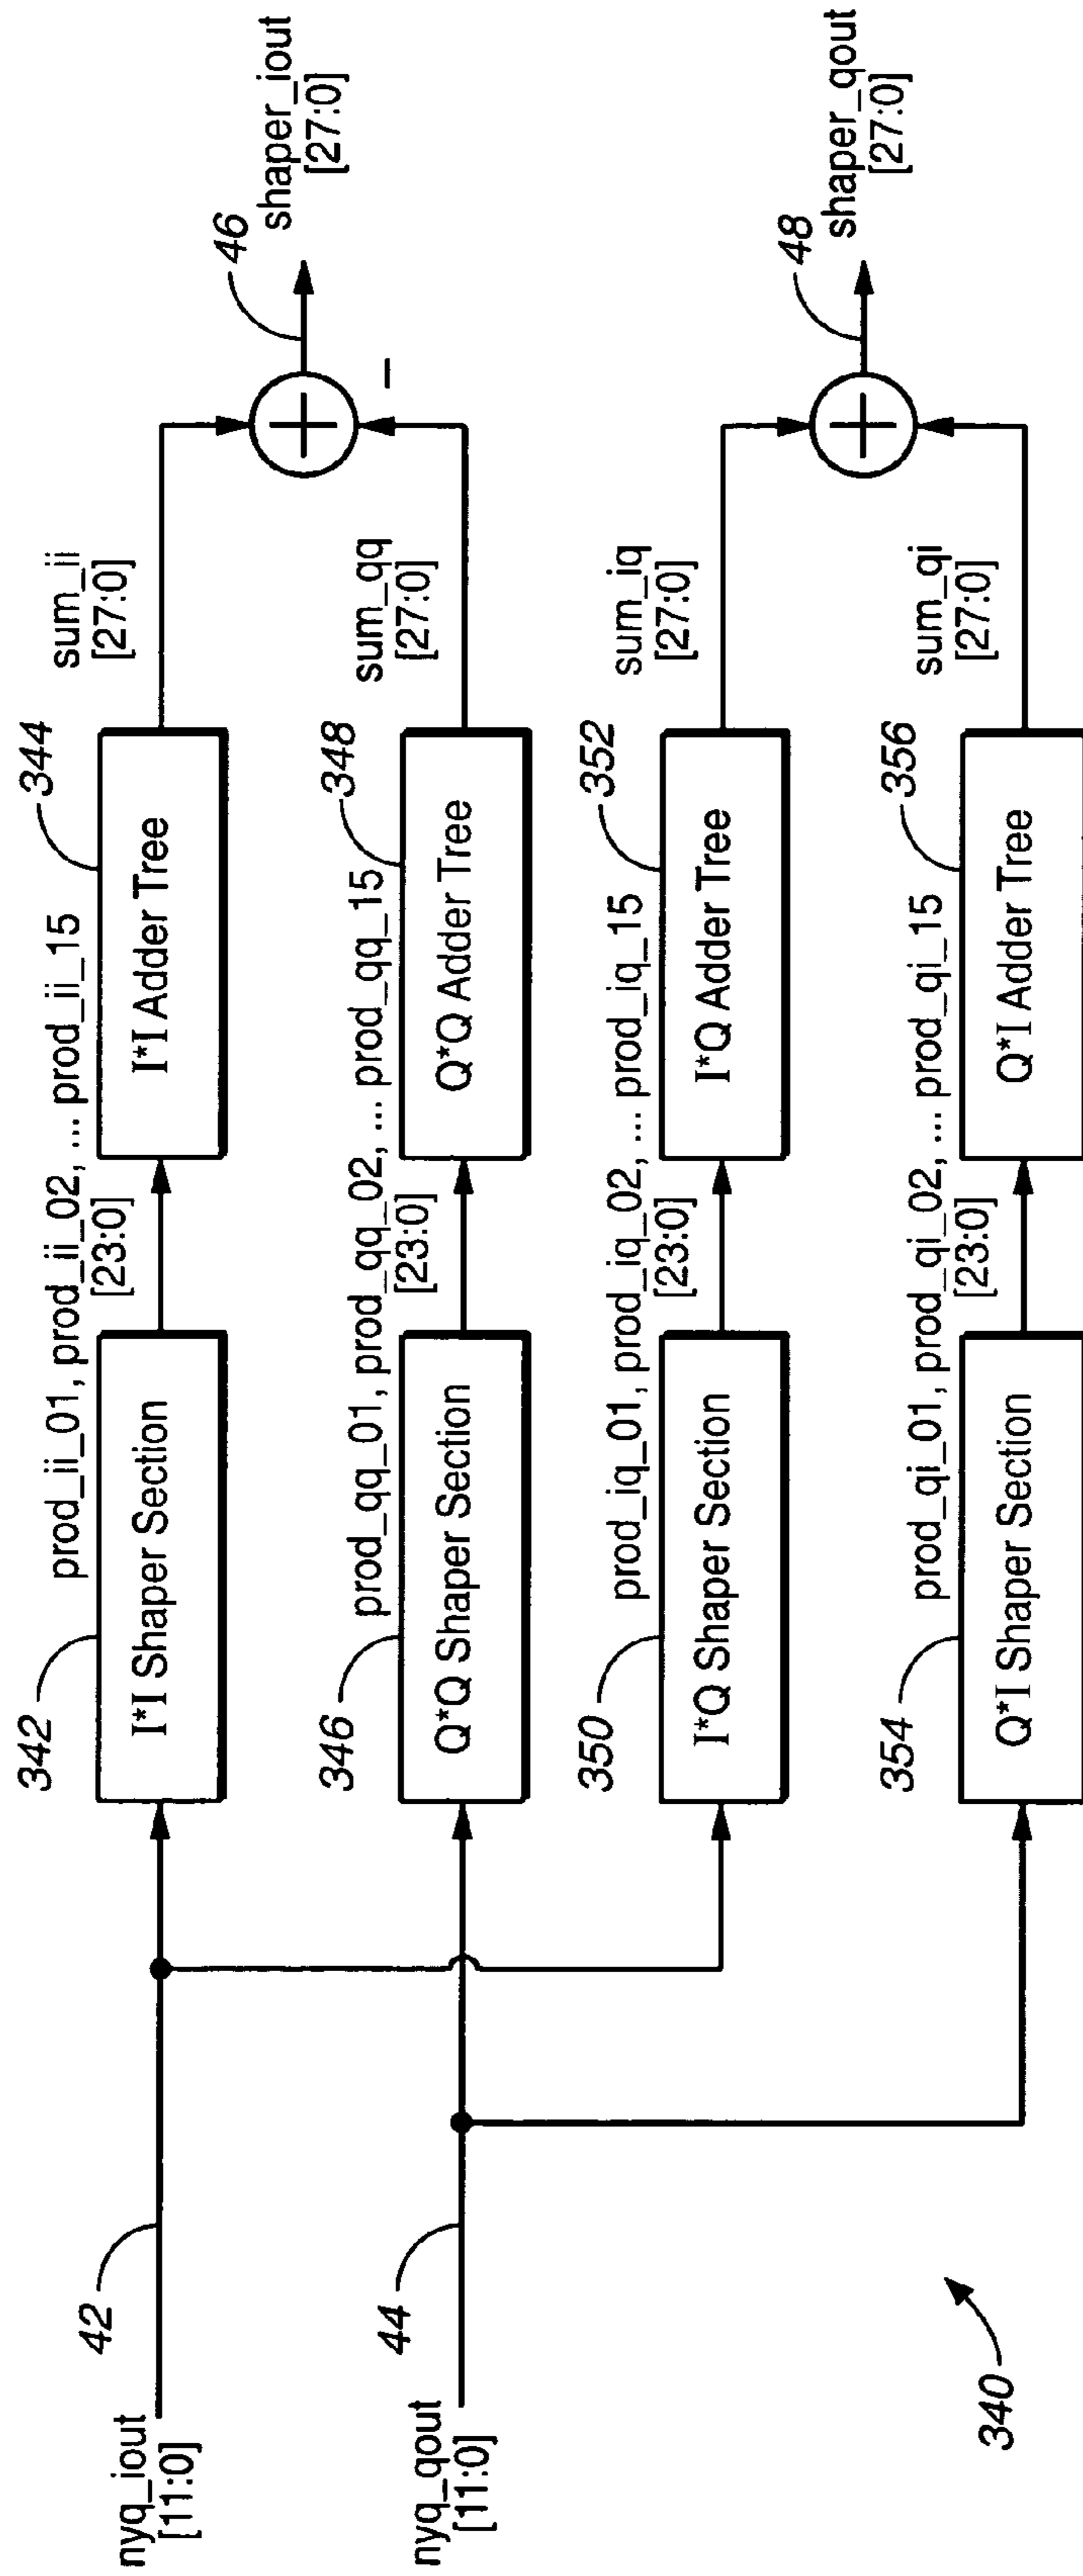 nyq_iout
[11:0]
42
342
I*I Shaper Section
prod_ii_01, prod_ii_02, ... prod_ii_15
[23:0]
344
I*I Adder Tree
sum_ii
[27:0]
46
shaper_iout
[27:0]
nyq_qout
[11:0]
44
346
Q*Q Shaper Section
prod_qq_01, prod_qq_02, ... prod_qq_15
[23:0]
348
Q*Q Adder Tree
sum_qq
[27:0]
+
−
350
I*Q Shaper Section
prod_iq_01, prod_iq_02, ... prod_iq_15
[23:0]
352
I*Q Adder Tree
sum_iq
[27:0]
48
shaper_qout
[27:0]
+
340
354
Q*I Shaper Section
prod_qi_01, prod_qi_02, ... prod_qi_15
[23:0]
356
Q*I Adder Tree
sum_qi
[27:0]